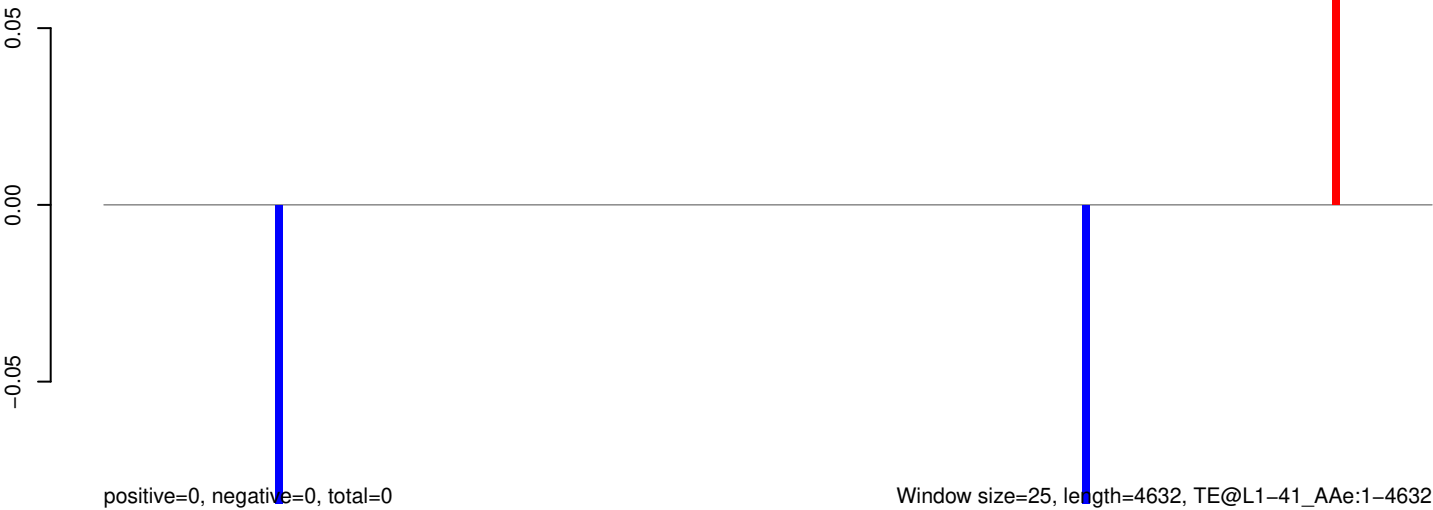 0.05
0.00
−0.05
positive=0, negative=0, total=0
Window size=25, length=4632, TE@L1−41_AAe:1−4632